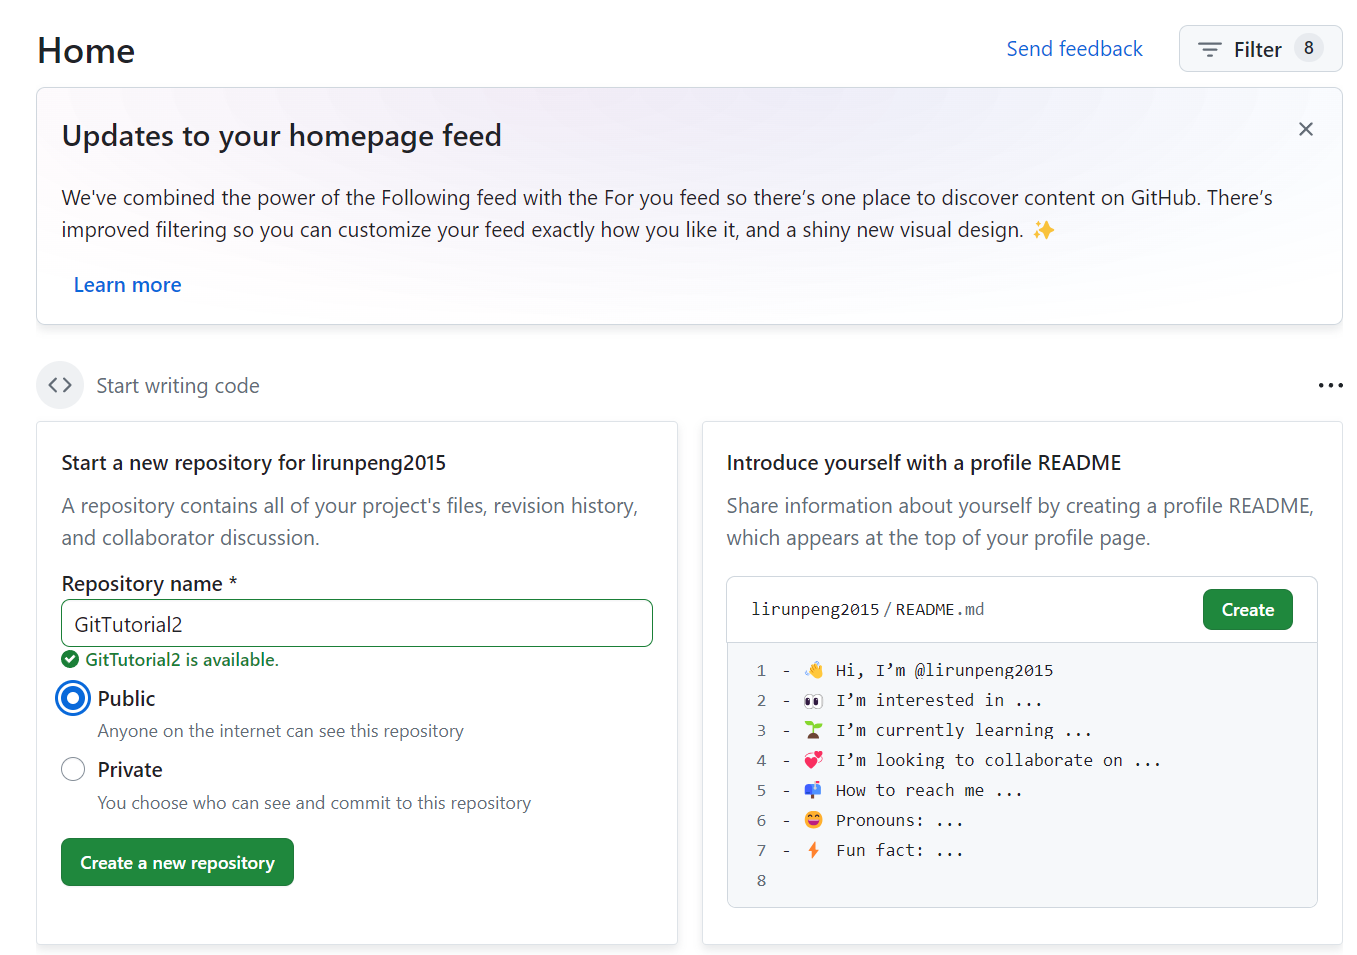 Home
Send feedback
Filter 8
Updates to your homepage feed
We've combined the power of the Following feed with the For you feed so there’s one place to discover content on GitHub. There’s
improved filtering so you can customize your feed exactly how you like it, and a shiny new visual design. ✨
Learn more
Start writing code
Start a new repository for lirunpeng2015
A repository contains all of your project's files, revision history,
and collaborator discussion.
Repository name *
GitTutorial2
GitTutorial2 is available.
Public
Anyone on the internet can see this repository
Private
You choose who can see and commit to this repository
Create a new repository
Introduce yourself with a profile README
Share information about yourself by creating a profile README,
which appears at the top of your profile page.
lirunpeng2015 / README.md
Create
1 - 👋 Hi, I’m @lirunpeng2015
2 - 👀 I’m interested in ...
3 - 🌱 I’m currently learning ...
4 - 💞️ I’m looking to collaborate on ...
5 - 📫 How to reach me ...
6 - 😄 Pronouns: ...
7 - ⚡ Fun fact: ...
8